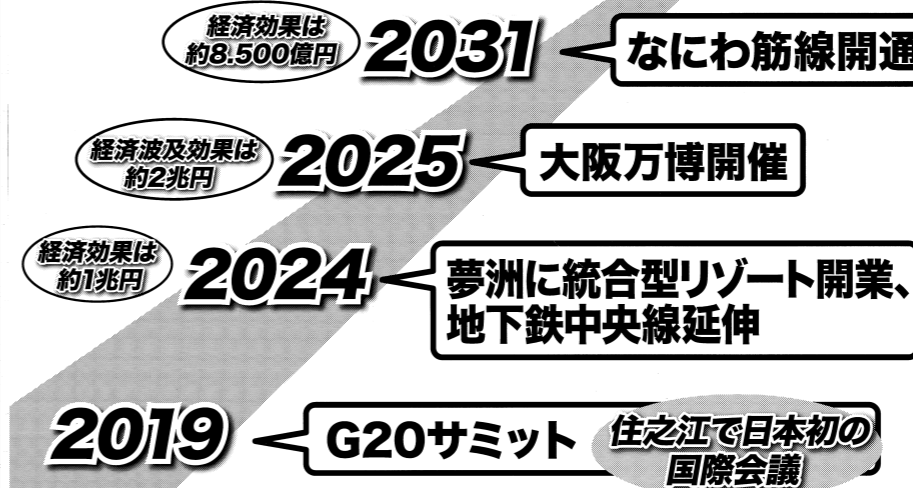 経済効果は
約8.500億円
2031
なにわ筋線開通
経済波及効果は
約2兆円
2025
大阪万博開催
経済効果は
約1兆円
2024
夢洲に統合型リゾート開業、
地下鉄中央線延伸
2019
G20サミット
住之江で日本初の
国際会議